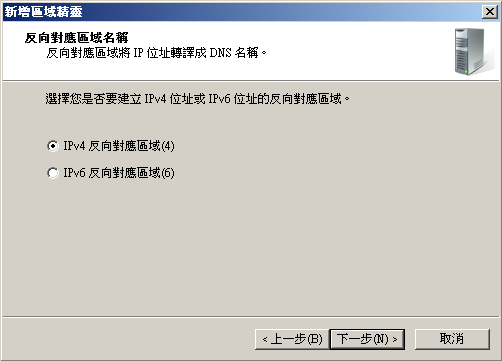 新增區域精靈
反向對應區域名稱
反向對應區域將 IP 位址轉譯成 DNS 名稱。
選擇您是否要建立 IPv4 位址或 IPv6 位址的反向對應區域。
IPv4 反向對應區域(4)
IPv6 反向對應區域(6)
< 上一步(B) 下一步(N) > 取消